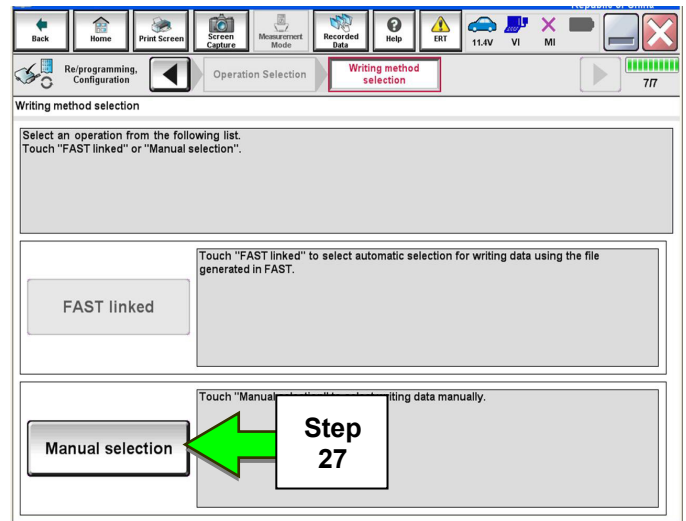 Back
Home
Print Screen
Screen
Capture
Measurement
Mode
Recorded
Data
Help
ERT
11.4V
VI
MI
Re/programming,
Configuration
Operation Selection
Writing method
selection
7/7
Writing method selection
Select an operation from the following list.
Touch "FAST linked" or "Manual selection".
FAST linked
Touch "FAST linked" to select automatic selection for writing data using the file
generated in FAST.
Manual selection
Touch "Manual writing data manually.
Step
27